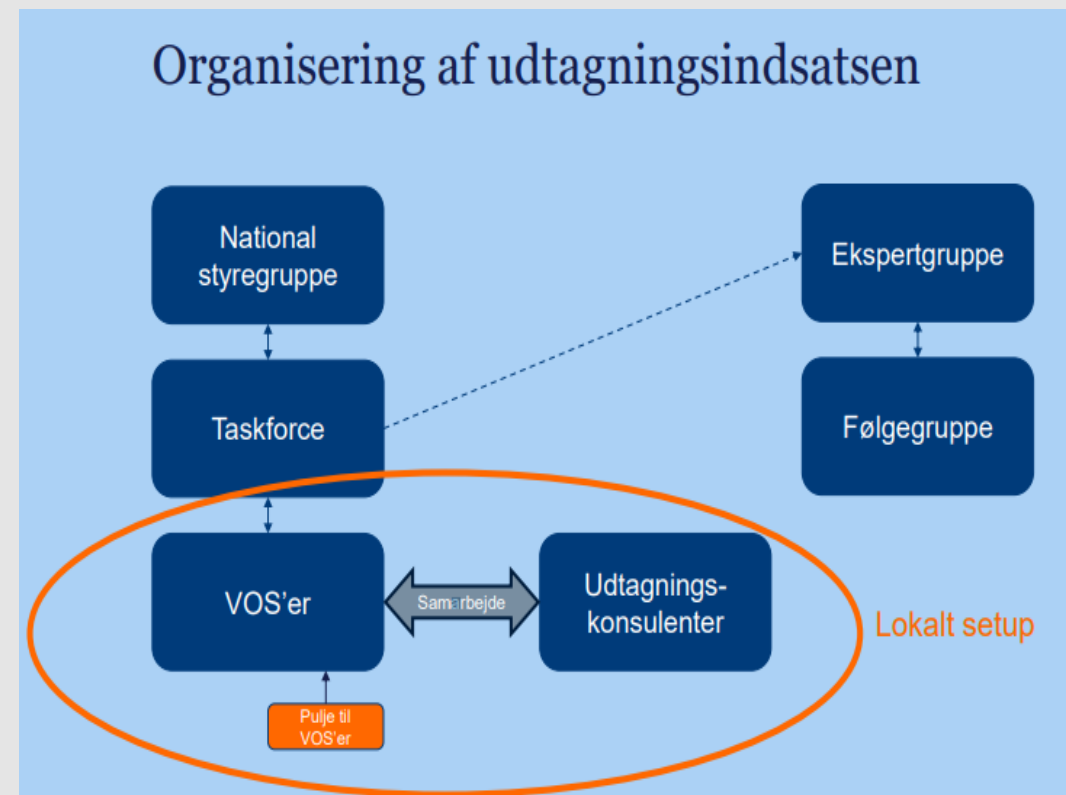 Organisering af udtagningsindsatsen
National
styregruppe
Ekspertgruppe
Taskforce
Følgegruppe
VOS'er
Samarbejde
Udtagnings-
konsulenter
Lokalt setup
Pulje til
VOS'er